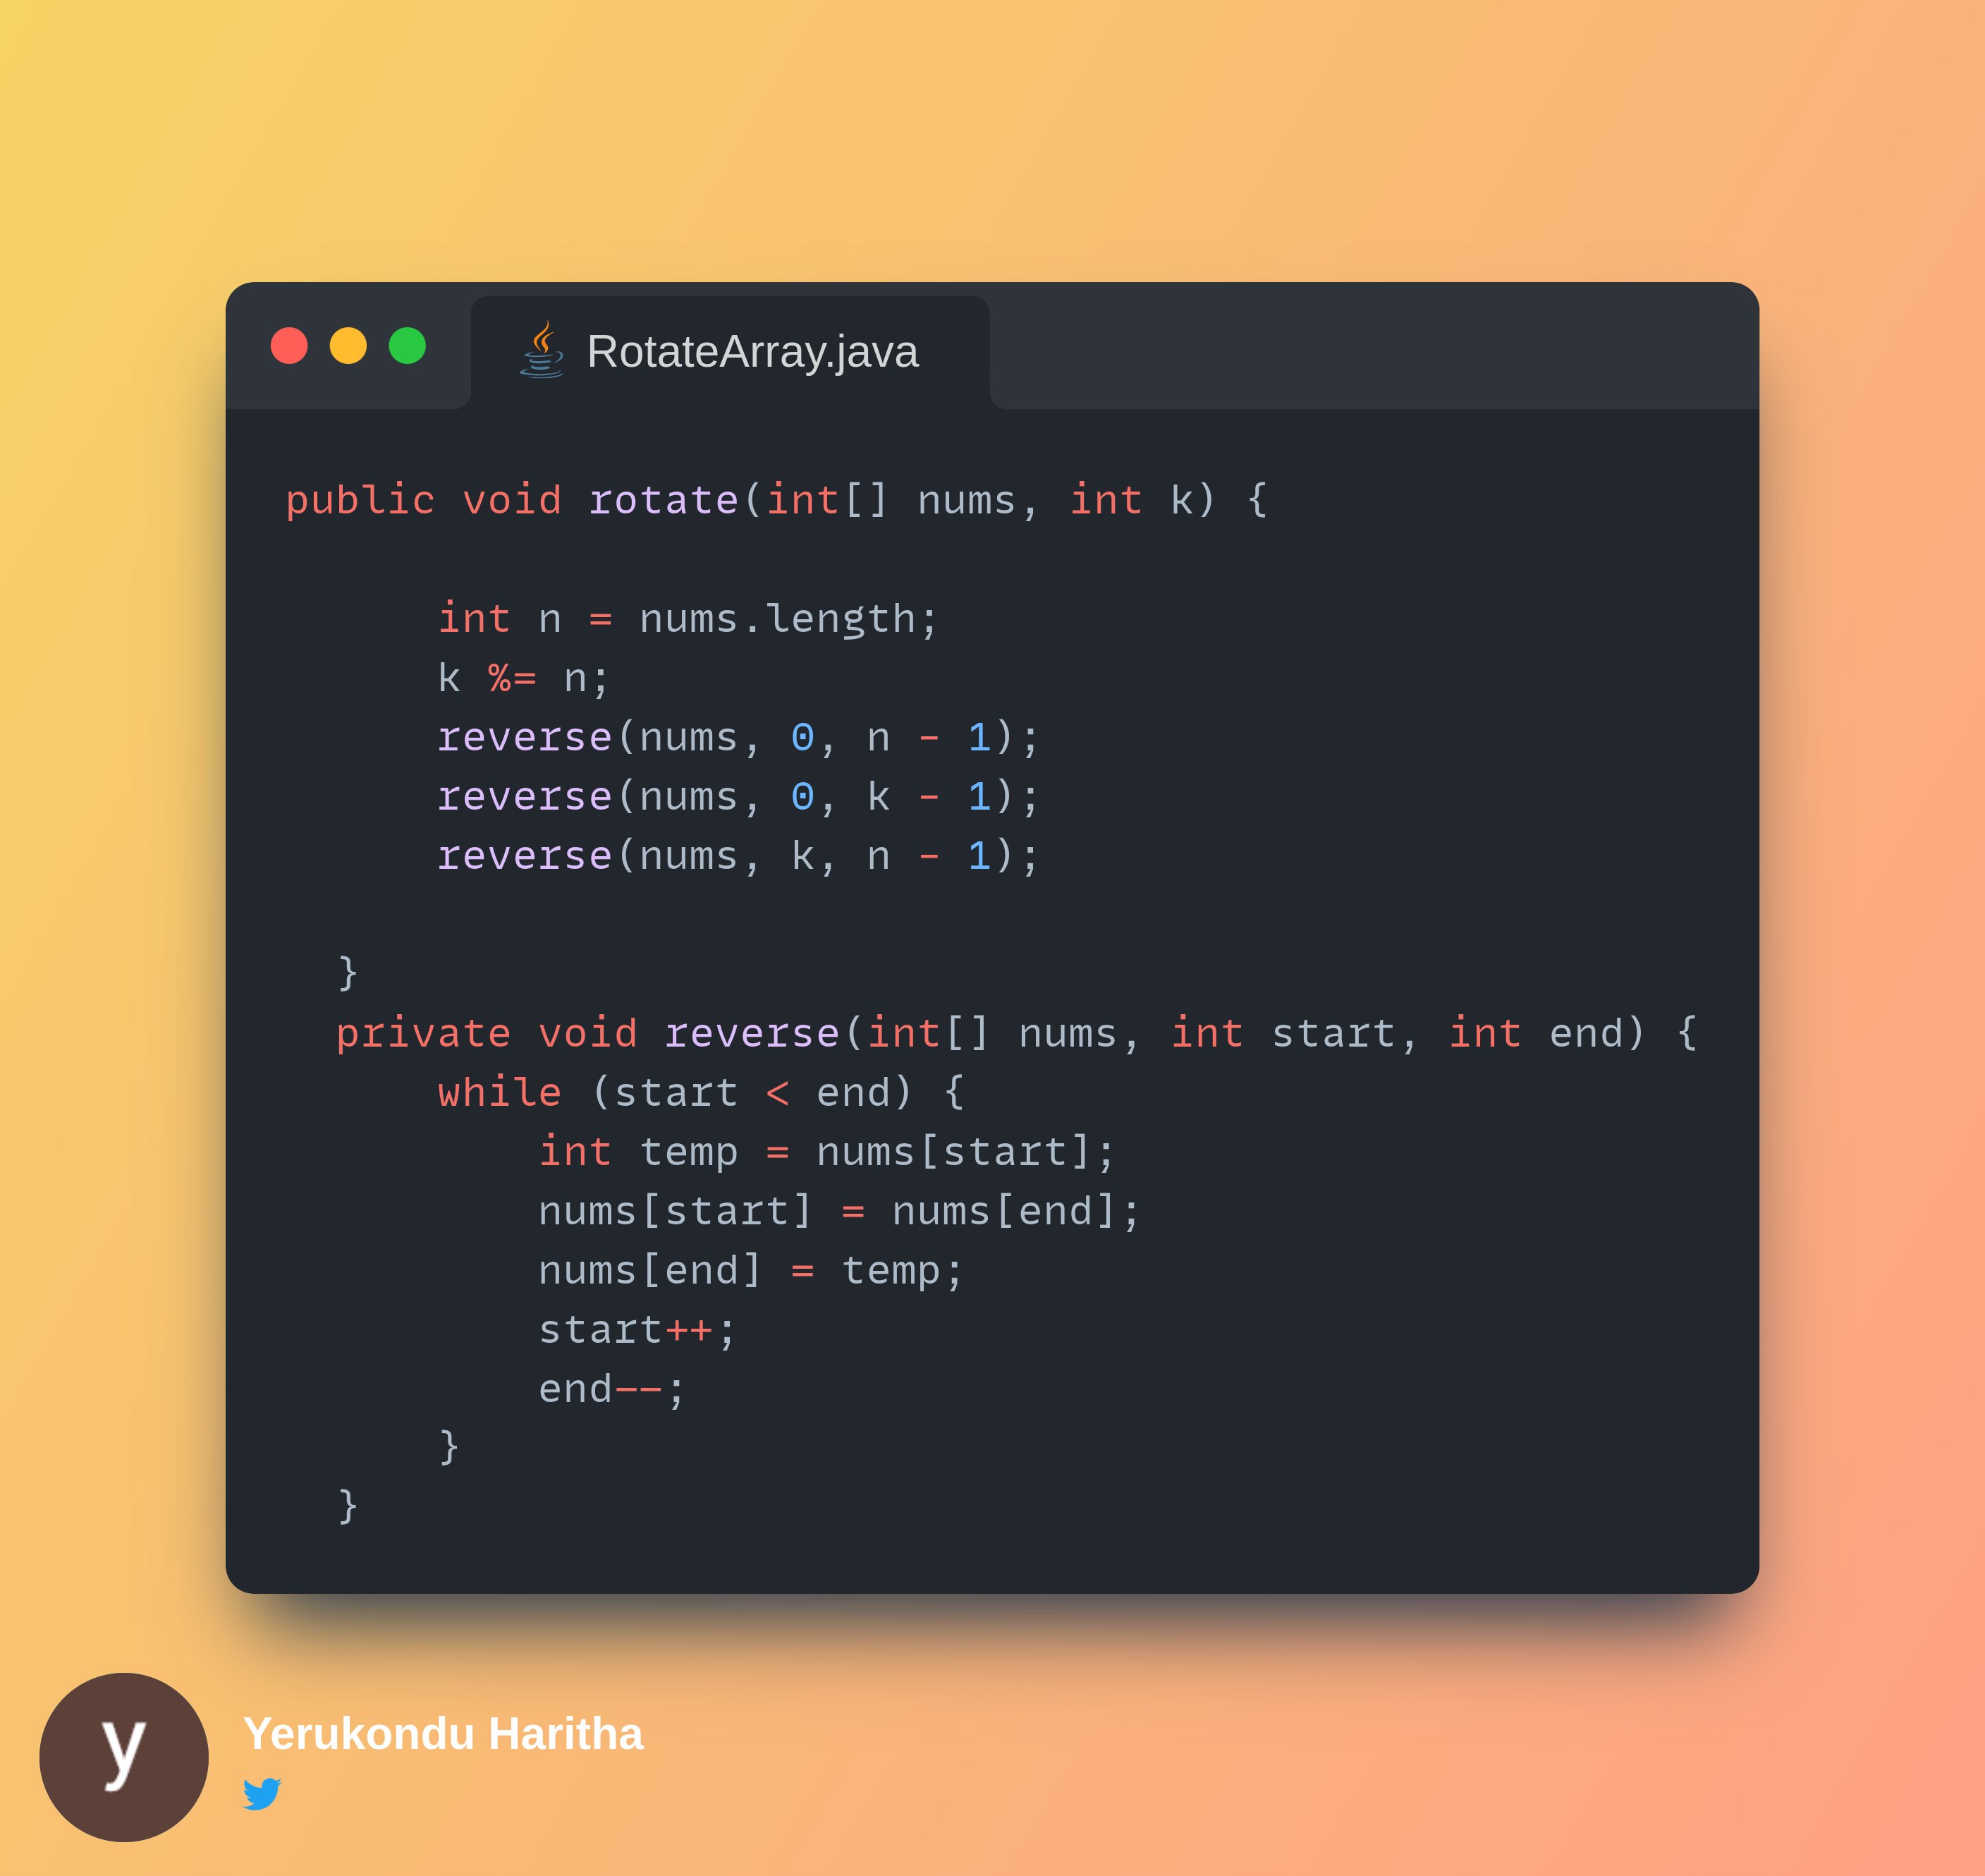 RotateArray.java
public void rotate(int[] nums, int k) {
int n = nums.length;
k %= n;
reverse(nums, 0, n - 1);
reverse(nums, 0, k - 1);
reverse(nums, k, n - 1);
}
private void reverse(int[] nums, int start, int end) {
while (start < end) {
int temp = nums[start];
nums[start] = nums[end];
nums[end] = temp;
start++;
end--;
}
}
y
Yerukondu Haritha